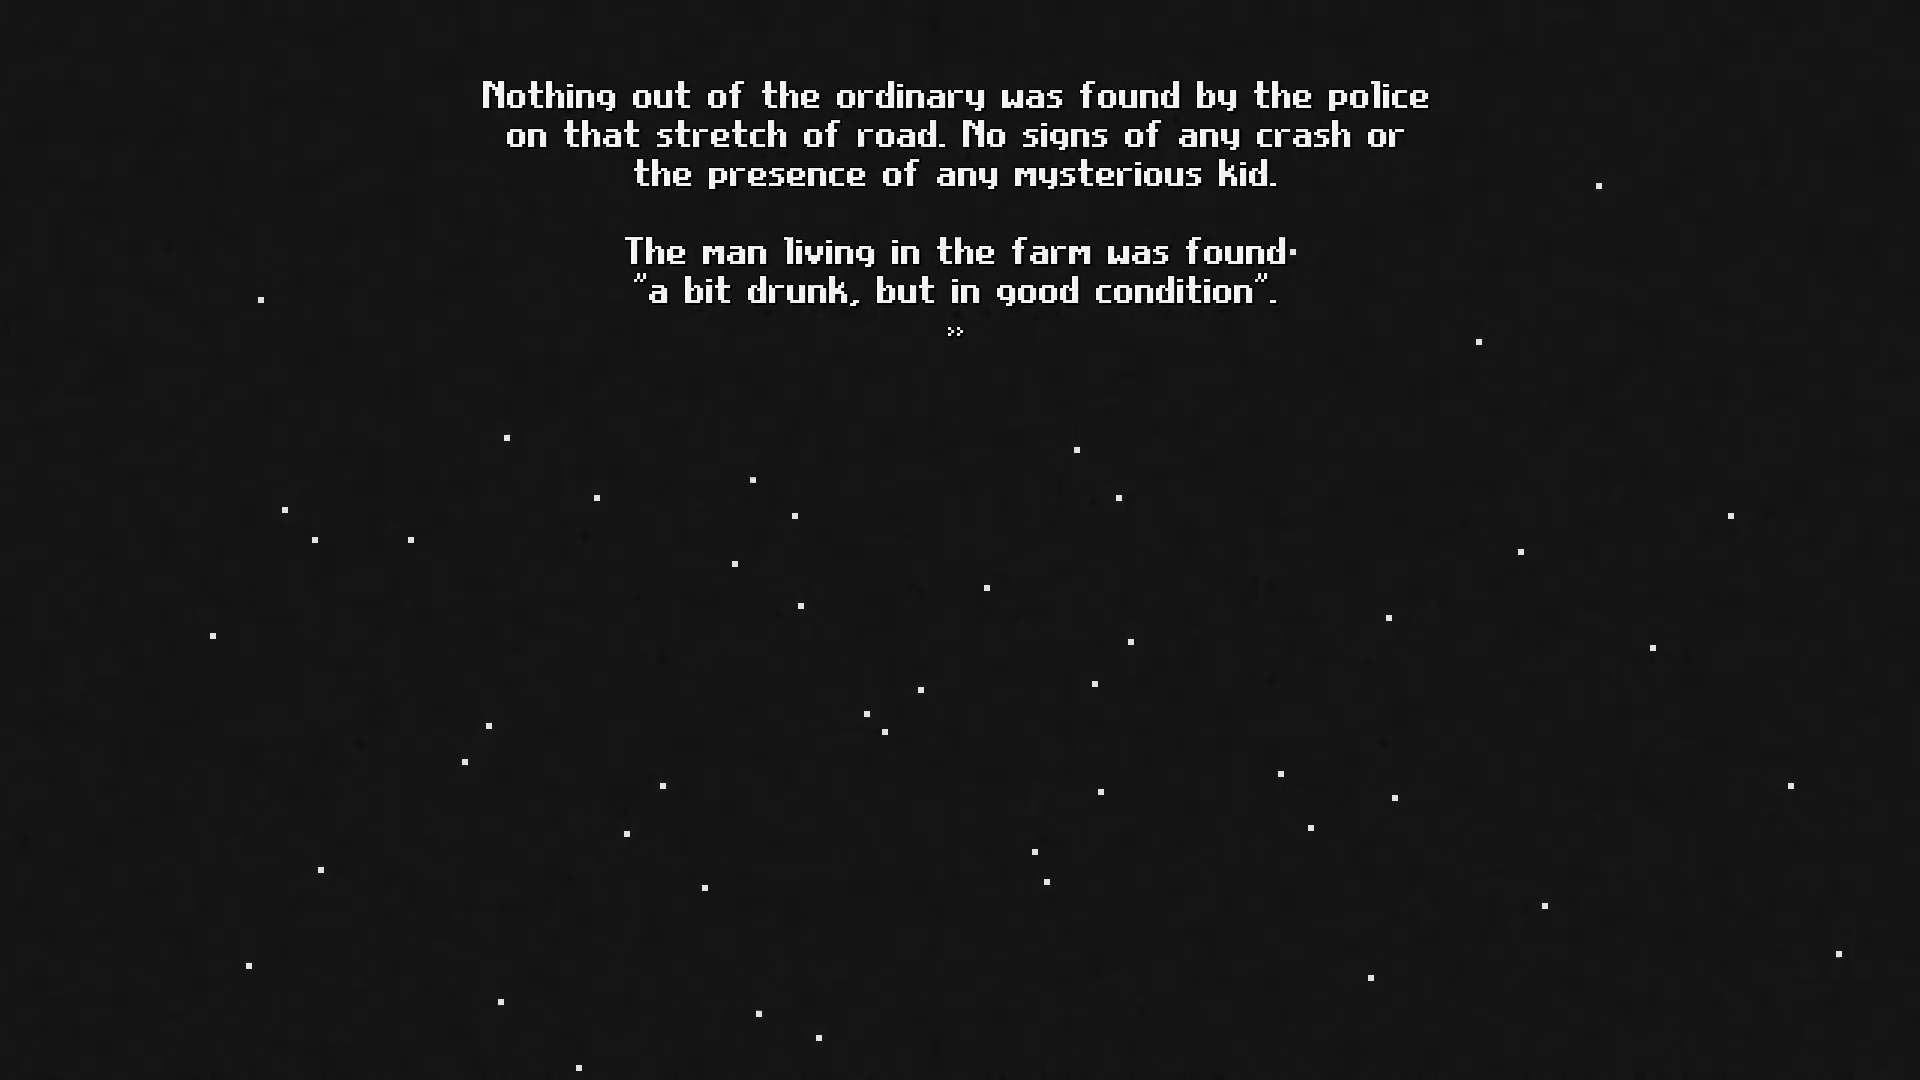 Nothing out of the ordinary was found by the police
on that stretch of road. No signs of any crash or
the presence of any mysterious kid.
The man living in the farm was found·
"a bit drunk, but in good condition".
»